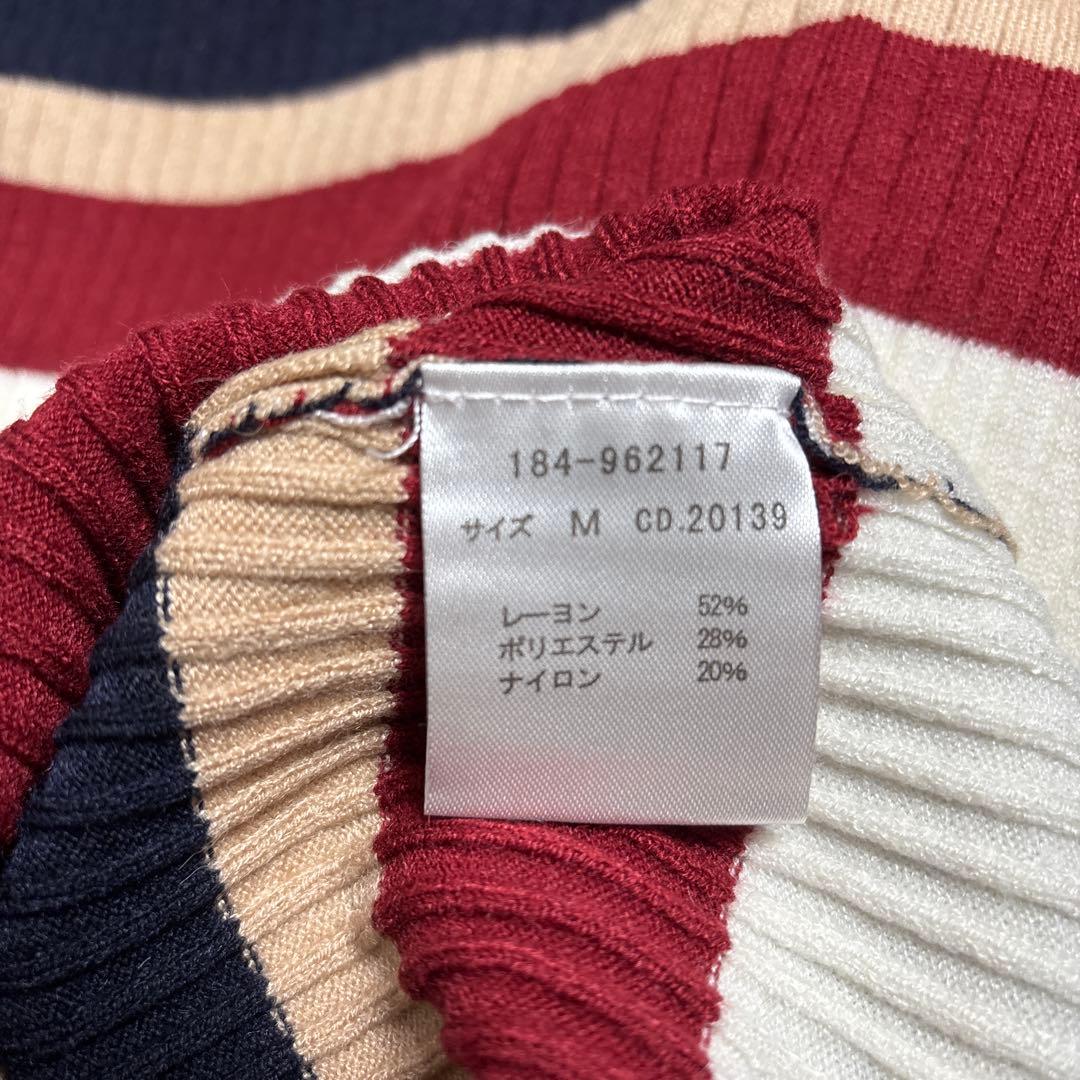 184-962117
サイズ M CD.20139
レーヨン 52%
ポリエステル 28%
ナイロン 20%